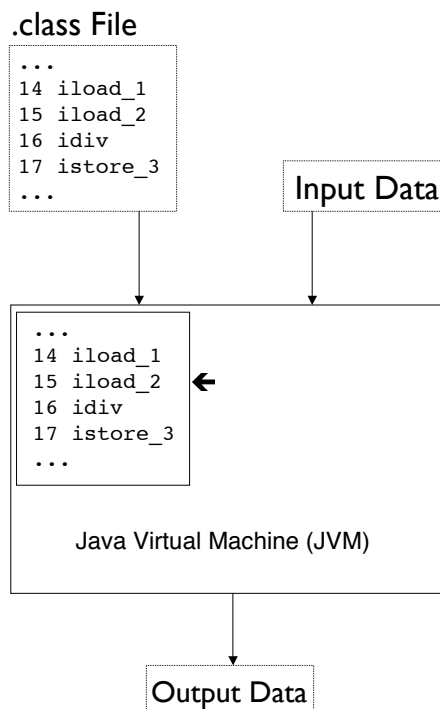 .class File
...
14 iload_1
15 iload_2
16 idiv
17 istore_3
...
Input Data
...
14 iload_1
15 iload_2
16 idiv
17 istore_3
...
Java Virtual Machine (JVM)
Output Data